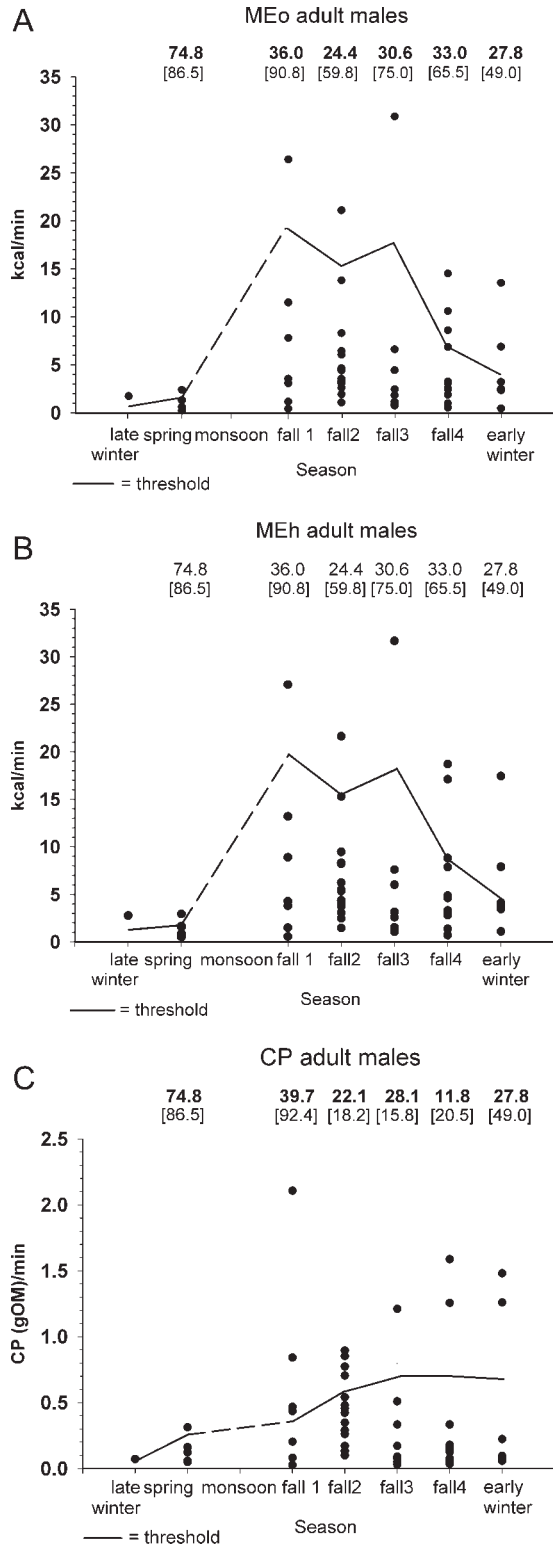 A
MEo adult males
74.8 36.0 24.4 30.6 33.0 27.8
[86.5] [90.8] [59.8] [75.0] [65.5] [49.0]
35
30
25
20
15
10
5
0
kcal/min
late winter spring monsoon fall 1 fall2 fall3 fall4 early winter
Season
= threshold
B
MEh adult males
74.8 36.0 24.4 30.6 33.0 27.8
[86.5] [90.8] [59.8] [75.0] [65.5] [49.0]
35
30
25
20
15
10
5
0
kcal/min
late winter spring monsoon fall 1 fall2 fall3 fall4 early winter
Season
= threshold
C
CP adult males
74.8 39.7 22.1 28.1 11.8 27.8
[86.5] [92.4] [18.2] [15.8] [20.5] [49.0]
2.5
2.0
1.5
1.0
0.5
0.0
CP (gOM)/min
late winter spring monsoon fall 1 fall2 fall3 fall4 early winter
Season
= threshold